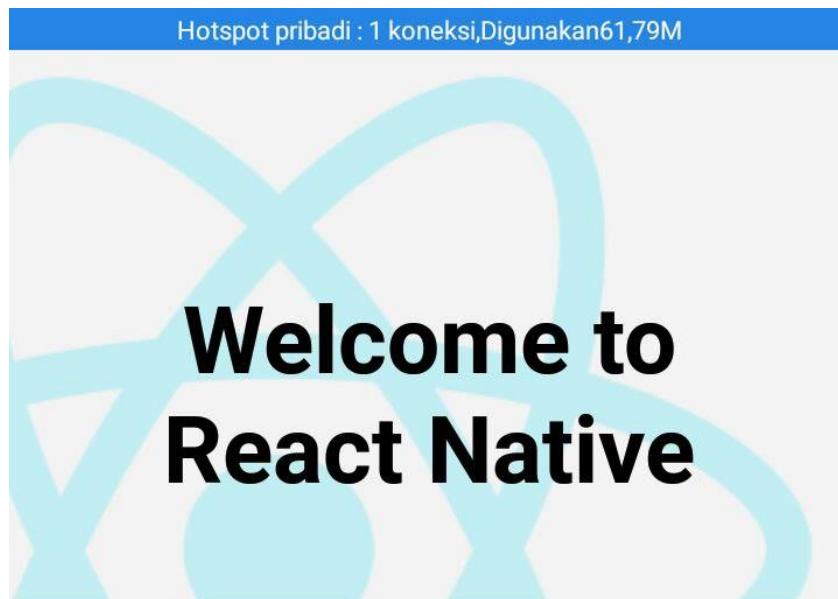 Hotspot pribadi : 1 koneksi,Digunakan61,79M
Welcome to
React Native